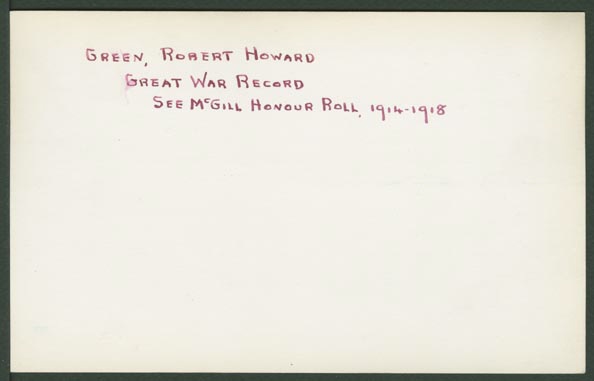 GREEN, ROBERT HOWARD
GREAT WAR RECORD
SEE McGILL HONOUR ROLL, 1914-1918